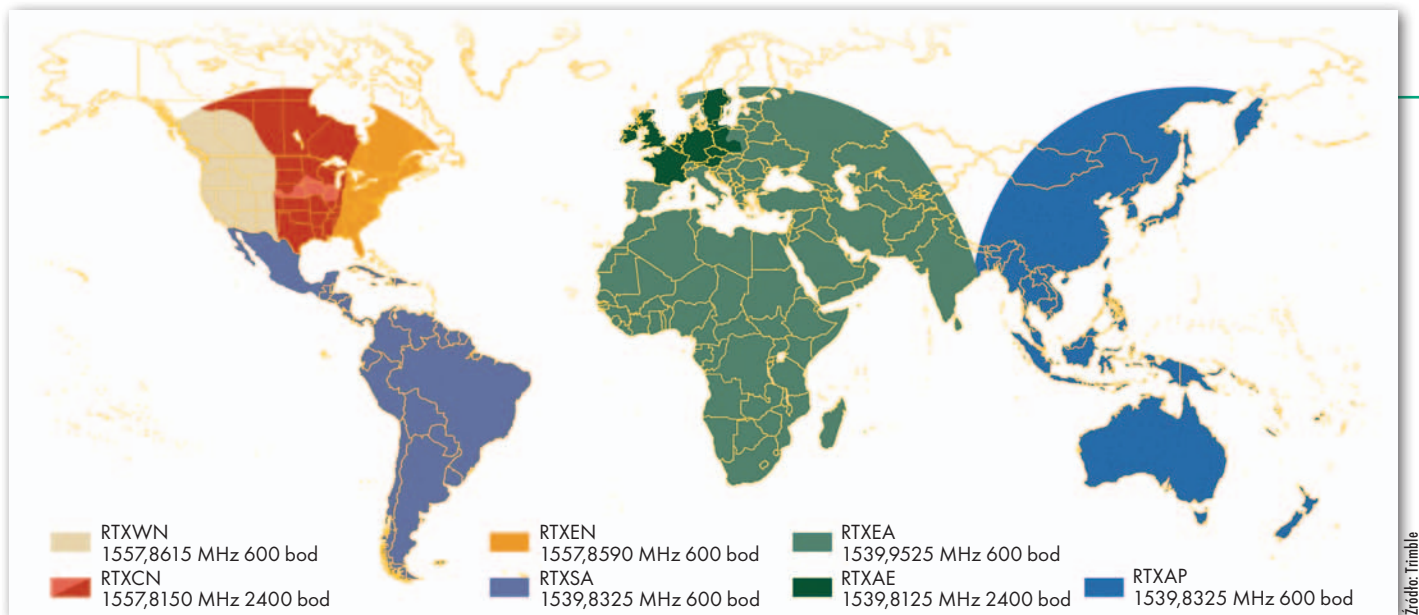 RTXWN
1557,8615 MHz 600 bod
RTXCN
1557,8150 MHz 2400 bod
RTXEN
1557,8590 MHz 600 bod
RTXSA
1539,8325 MHz 600 bod
RTXEA
1539,9525 MHz 600 bod
RTXAE
1539,8125 MHz 2400 bod
RTXAP
1539,8325 MHz 600 bod
Źródło: Trimble